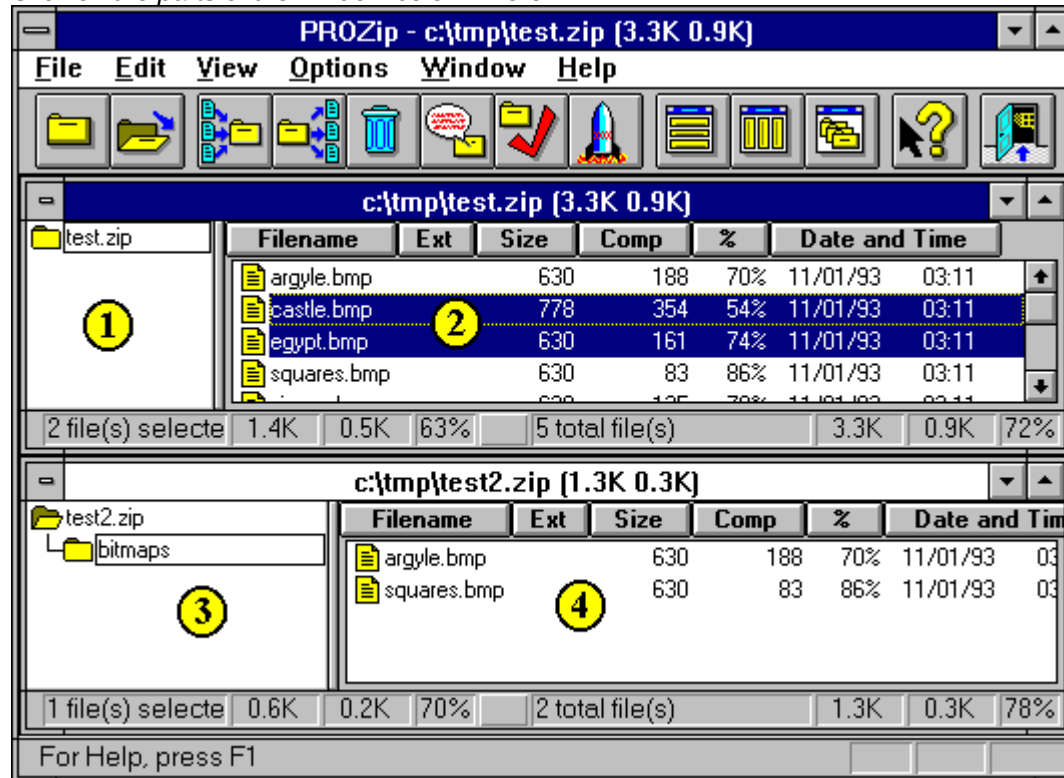 PROZip - c:\tmp\test.zip (3.3K 0.9K)
File Edit View Options Window Help
c:\tmp\test.zip (3.3K 0.9K)
test.zip
Filename Ext Size Comp % Date and Time
argyle.bmp 630 188 70% 11/01/93 03:11
castle.bmp 778 354 54% 11/01/93 03:11
egypt.bmp 630 161 74% 11/01/93 03:11
squares.bmp 630 83 86% 11/01/93 03:11
1
2
2 file(s) selecte 1.4K 0.5K 63% 5 total file(s) 3.3K 0.9K 72%
c:\tmp\test2.zip (1.3K 0.3K)
test2.zip
bitmaps
Filename Ext Size Comp % Date and Tim
argyle.bmp 630 188 70% 11/01/93 03
squares.bmp 630 83 86% 11/01/93 03
3
4
1 file(s) selecte 0.6K 0.2K 70% 2 total file(s) 1.3K 0.3K 78%
For Help, press F1